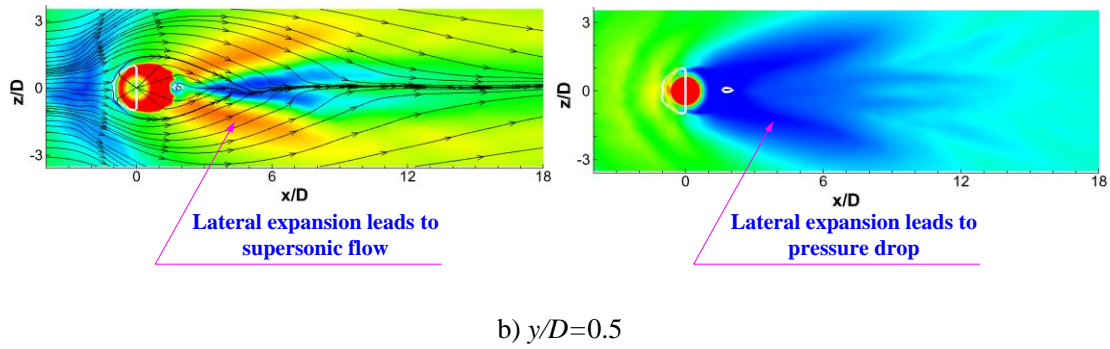 3
0
-3
z/D
0
6
12
18
x/D
Lateral expansion leads to
supersonic flow
3
0
-3
z/D
0
6
12
18
x/D
Lateral expansion leads to
pressure drop
b) y/D=0.5